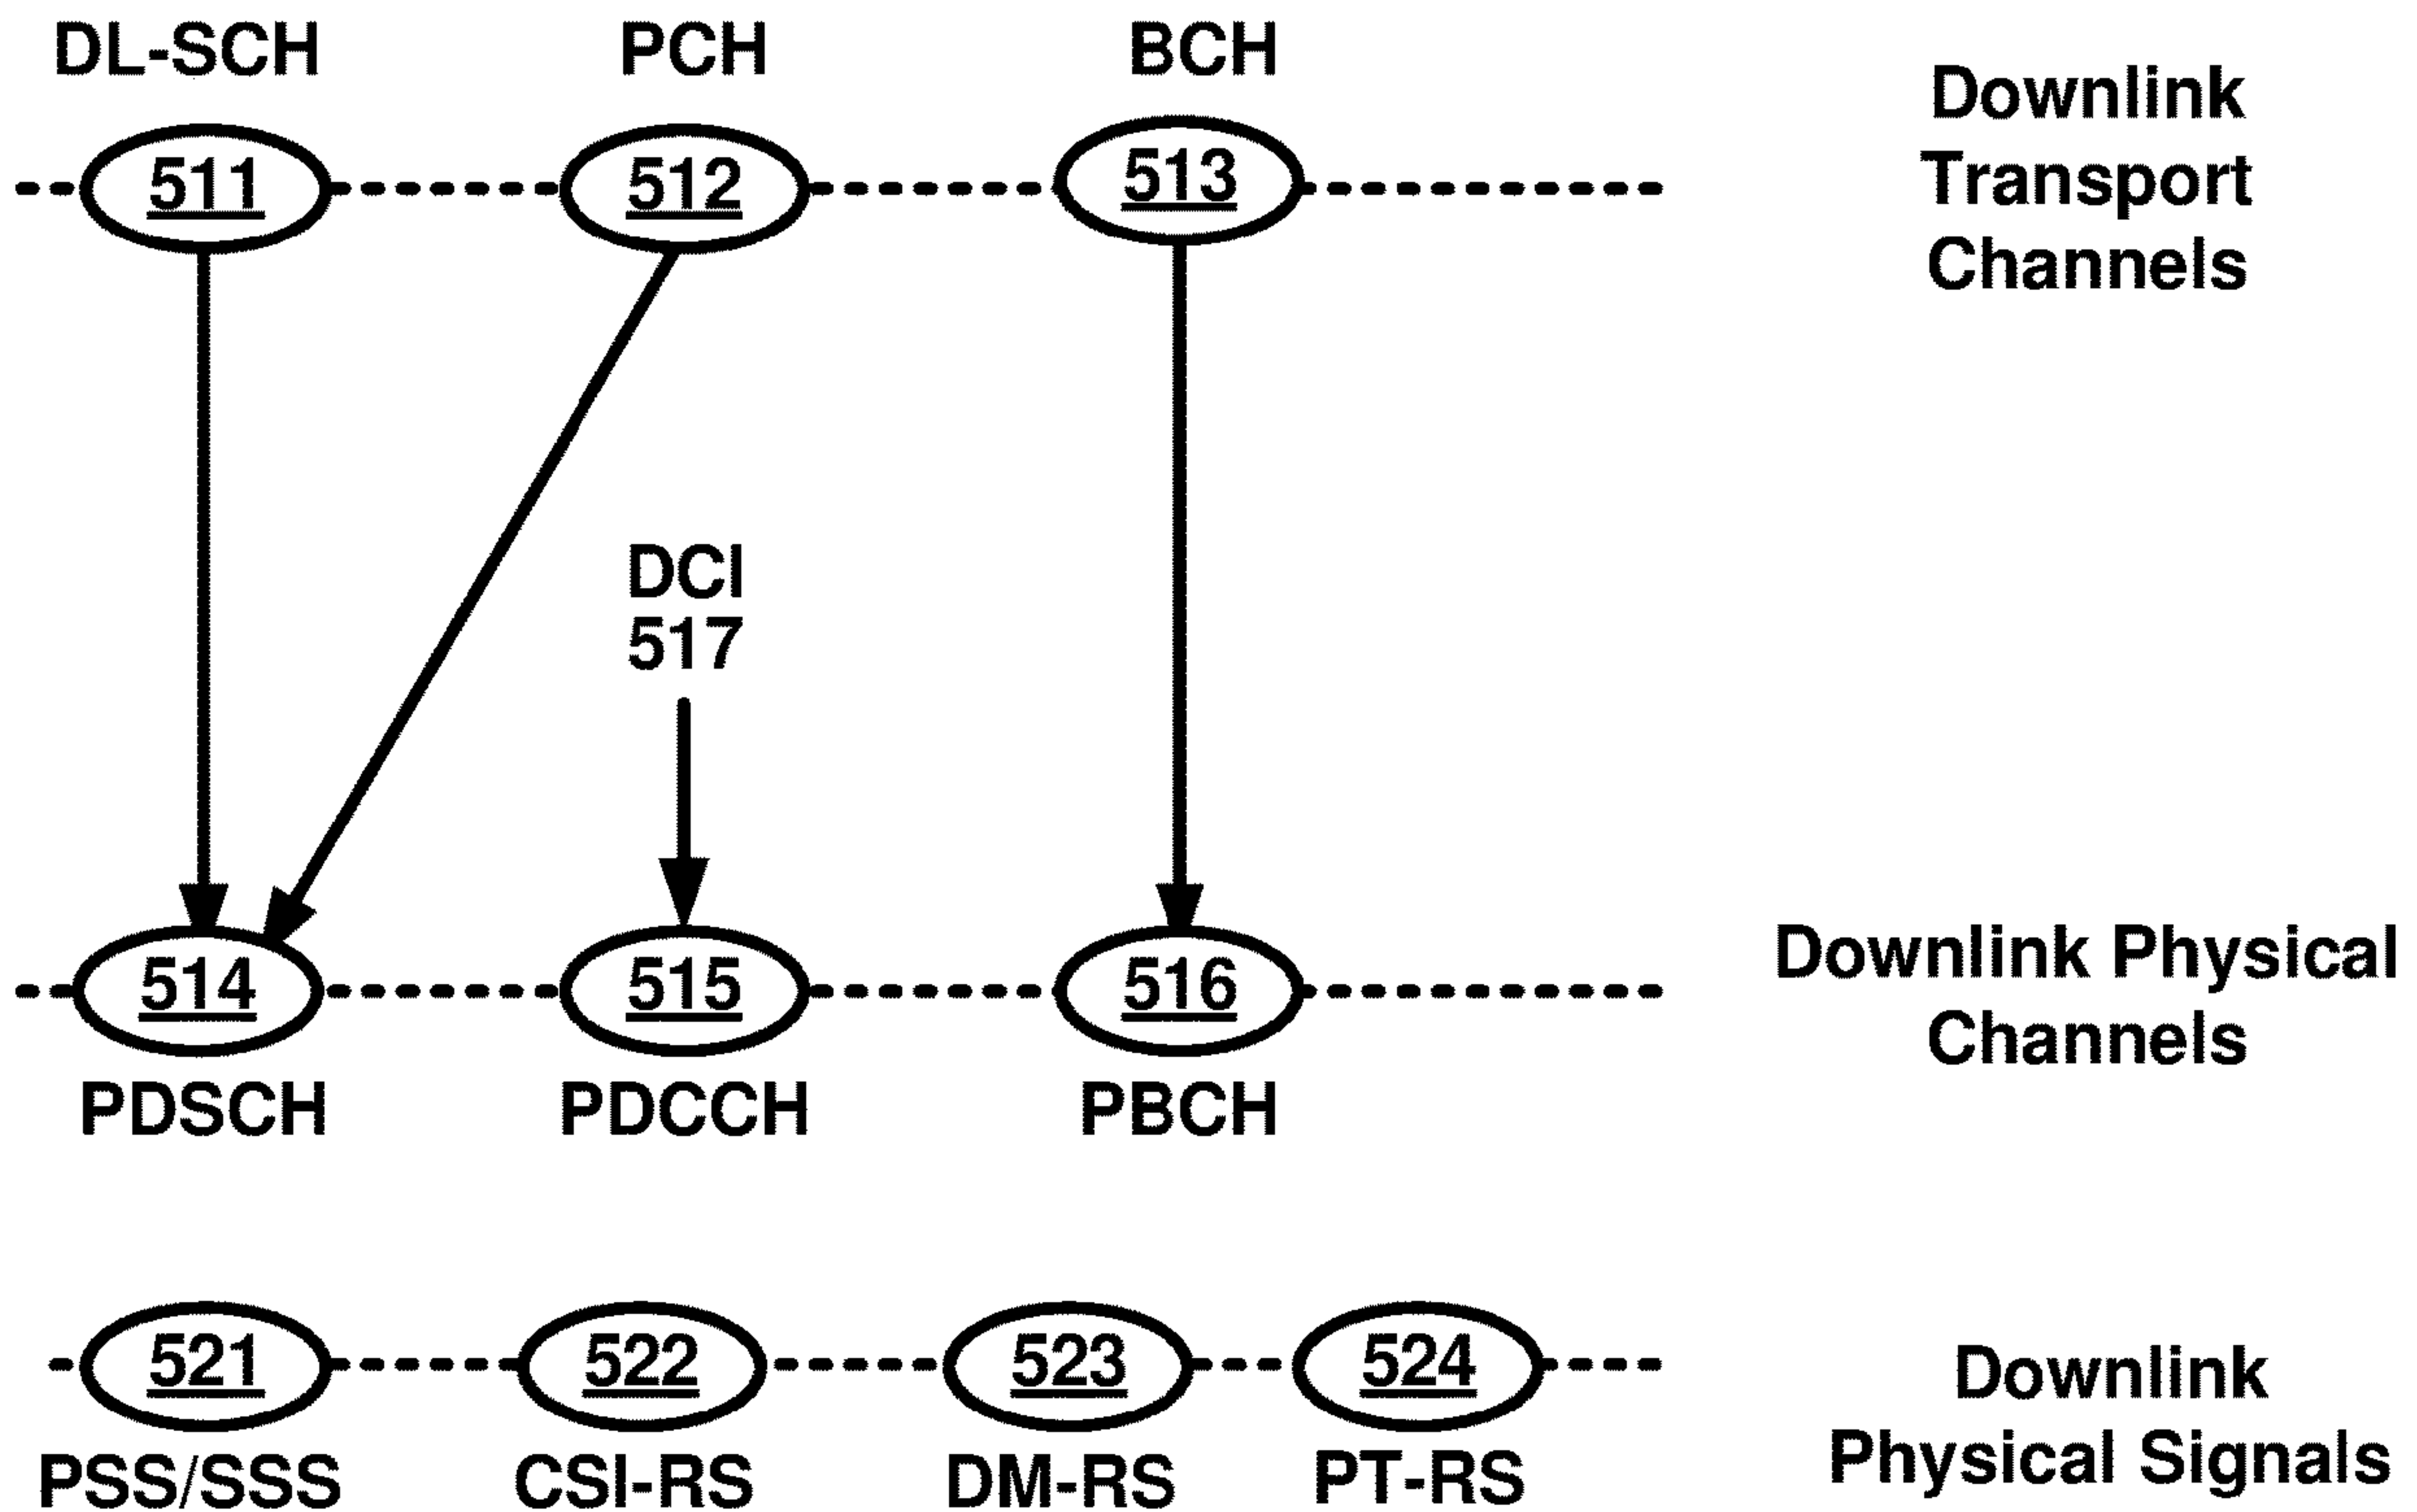 DL-SCH
PCH
BCH
Downlink
Transport
Channels
511
512
513
DCI
517
514
515
516
Downlink Physical
Channels
PDSCH
PDCCH
PBCH
521
522
523
524
Downlink
Physical Signals
PSS/SSS
CSI-RS
DM-RS
PT-RS